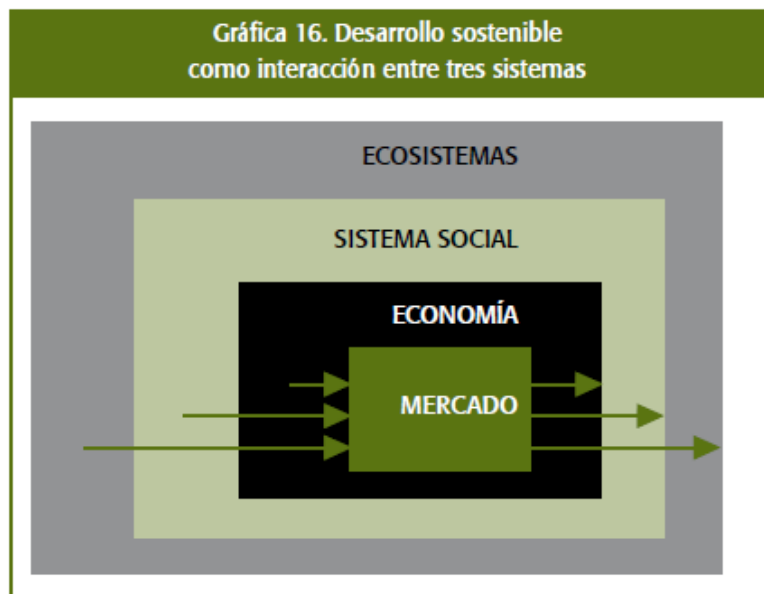 Gráfica 16. Desarrollo sostenible
como interacción entre tres sistemas
ECOSISTEMAS
SISTEMA SOCIAL
ECONOMÍA
MERCADO